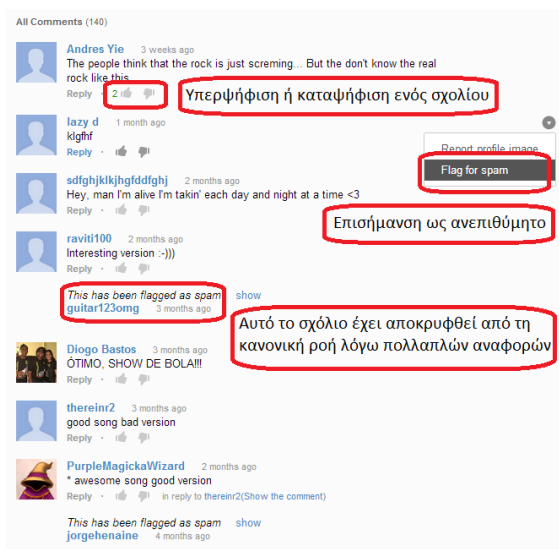 All Comments (140)
Andres Yie 3 weeks ago
The people think that the rock is just screming... But the don't know the real
rock like this
Reply · 2
Υπερψήφιση ή καταψήφιση ενός σχολίου
lazy d 1 month ago
klgfhf
Reply ·
Report profile image
Flag for spam
sdfghjklkjhgfddfghj 2 months ago
Hey, man I'm alive I'm takin' each day and night at a time <3
Reply ·
Επισήμανση ως ανεπιθύμητο
raviti100 2 months ago
Interesting version :-)))
Reply ·
This has been flagged as spam show
guitar123omg 3 months ago
Αυτό το σχόλιο έχει αποκρυφθεί από τη
κανονική ροή λόγω πολλαπλών αναφορών
Diogo Bastos 3 months ago
ÓTIMO, SHOW DE BOLA!!!
Reply ·
thereinr2 3 months ago
good song bad version
Reply ·
PurpleMagickaWizard 2 months ago
* awesome song good version
Reply · in reply to thereinr2(Show the comment)
This has been flagged as spam show
jorgehenaine 4 months ago